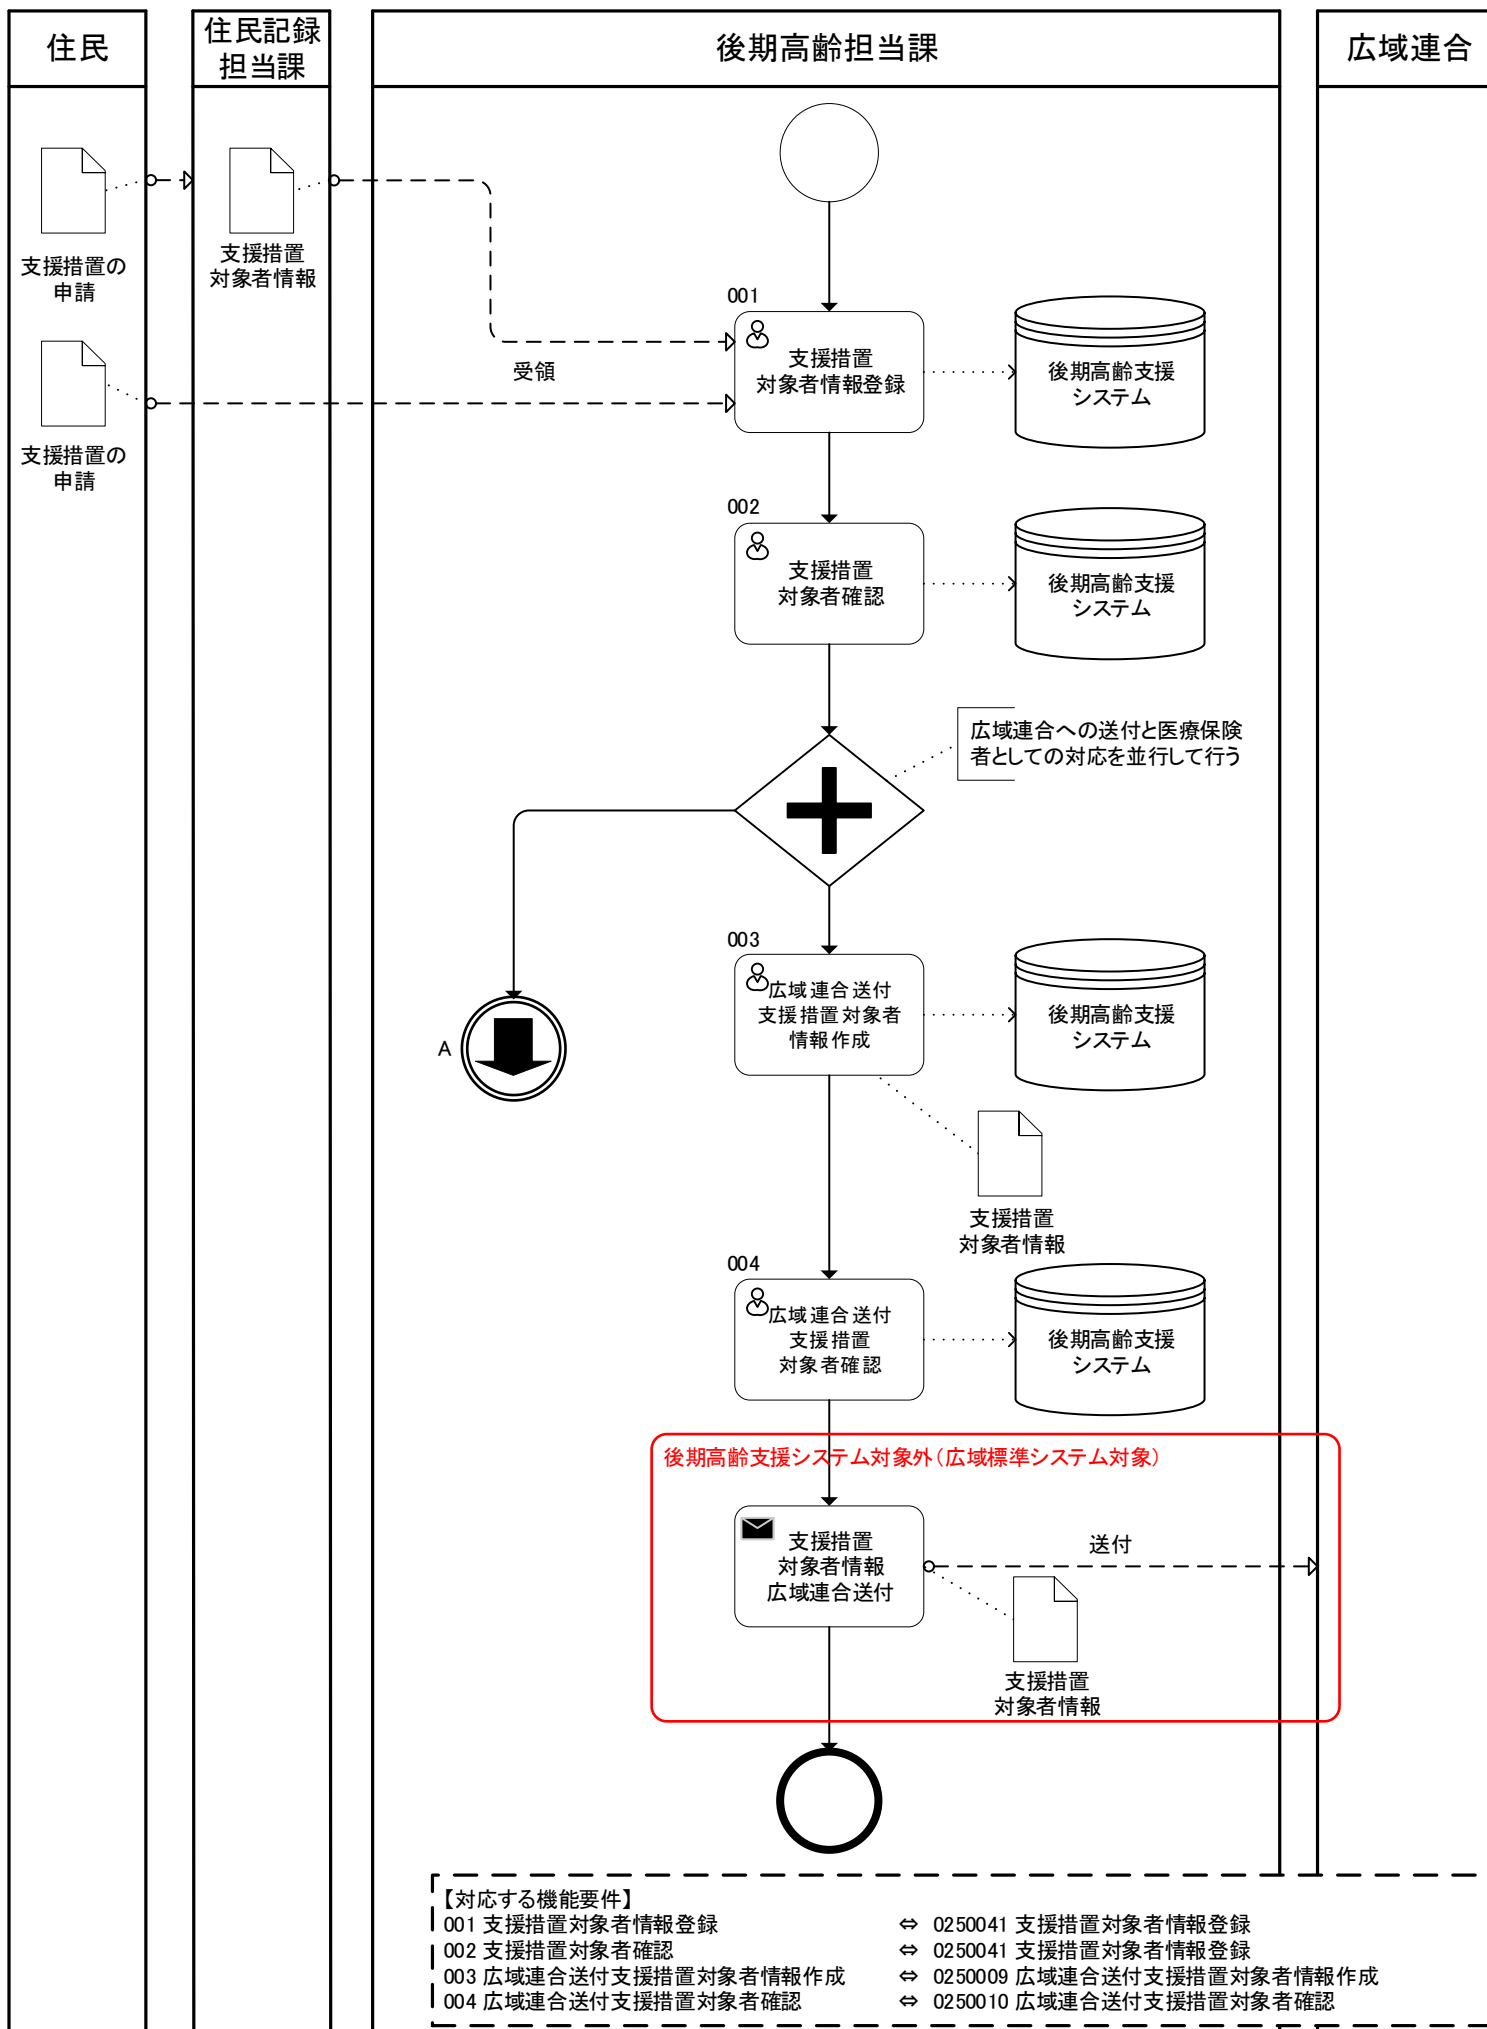 住民
住民記録
担当課
後期高齢担当課
広域連合
支援措置の
申請
支援措置
対象者情報
001
支援措置
対象者情報登録
後期高齢支援
システム
受領
支援措置の
申請
002
支援措置
対象者確認
後期高齢支援
システム
広域連合への送付と医療保険
者としての対応を並行して行う
003
広域連合送付
支援措置対象者
情報作成
後期高齢支援
システム
A
支援措置
対象者情報
004
広域連合送付
支援措置
対象者確認
後期高齢支援
システム
後期高齢支援システム対象外（広域標準システム対象）
支援措置
対象者情報
広域連合送付
送付
支援措置
対象者情報
【対応する機能要件】
001 支援措置対象者情報登録 ⇔ 0250041 支援措置対象者情報登録
002 支援措置対象者確認 ⇔ 0250041 支援措置対象者情報登録
003 広域連合送付支援措置対象者情報作成 ⇔ 0250009 広域連合送付支援措置対象者情報作成
004 広域連合送付支援措置対象者確認 ⇔ 0250010 広域連合送付支援措置対象者確認